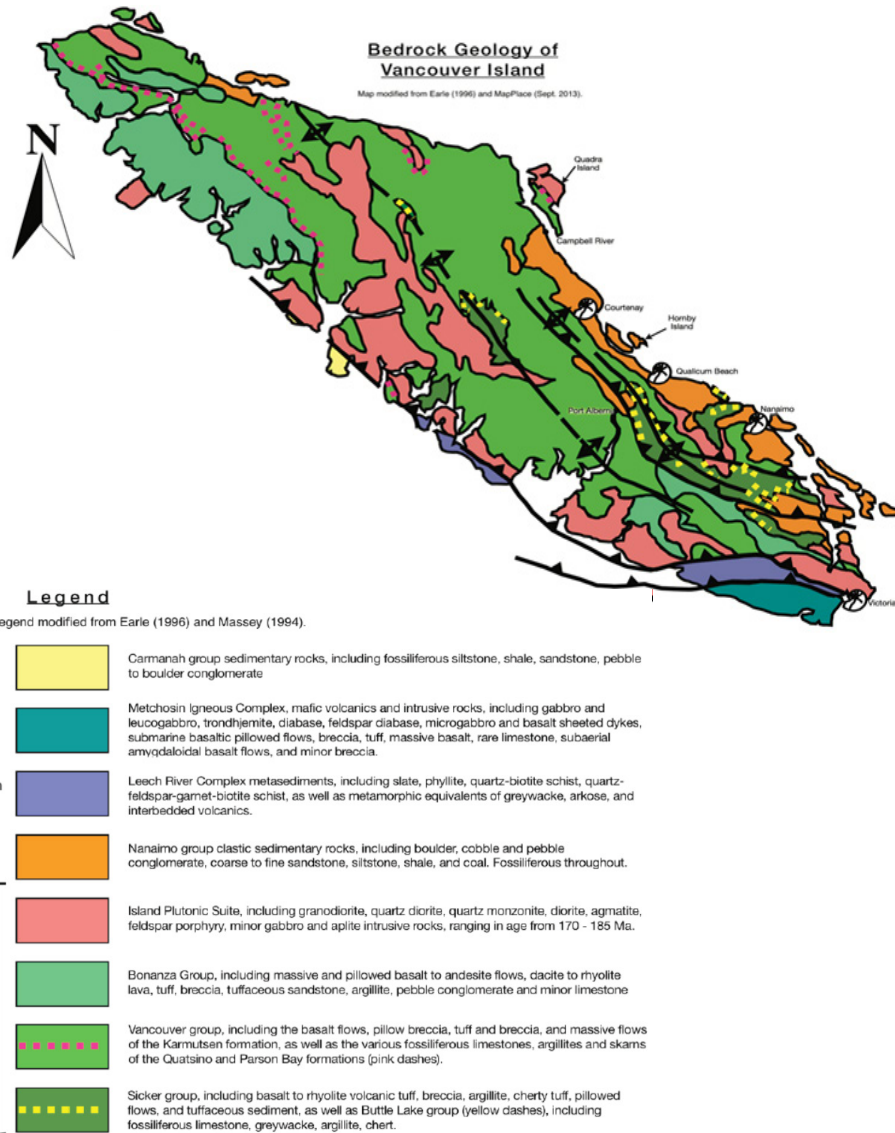 Bedrock Geology of
Vancouver Island
Map modified from Earle (1996) and MapPlace (Sept. 2013).
N
Quadra
Island
Campbell River
Courtenay
Hornby
Island
Qualicum Beach
Port Alberni
Nanaimo
Victoria
Legend
egend modified from Earle (1996) and Massey (1994).
Carmanah group sedimentary rocks, including fossiliferous siltstone, shale, sandstone, pebble
to boulder conglomerate
Metchosin Igneous Complex, mafic volcanics and intrusive rocks, including gabbro and
leucogabbro, trondhjemite, diabase, feldspar diabase, microgabbro and basalt sheeted dykes,
submarine basaltic pillowed flows, breccia, tuff, massive basalt, rare limestone, subaerial
amygdaloidal basalt flows, and minor breccia.
Leech River Complex metasediments, including slate, phyllite, quartz-biotite schist, quartz-
feldspar-garnet-biotite schist, as well as metamorphic equivalents of greywacke, arkose, and
interbedded volcanics.
Nanaimo group clastic sedimentary rocks, including boulder, cobble and pebble
conglomerate, coarse to fine sandstone, siltstone, shale, and coal. Fossiliferous throughout.
Island Plutonic Suite, including granodiorite, quartz diorite, quartz monzonite, diorite, agmatite,
feldspar porphyry, minor gabbro and aplite intrusive rocks, ranging in age from 170 - 185 Ma.
Bonanza Group, including massive and pillowed basalt to andesite flows, dacite to rhyolite
lava, tuff, breccia, tuffaceous sandstone, argillite, pebble conglomerate and minor limestone
Vancouver group, including the basalt flows, pillow breccia, tuff and breccia, and massive flows
of the Karmutsen formation, as well as the various fossiliferous limestones, argillites and skarns
of the Quatsino and Parson Bay formations (pink dashes).
Sicker group, including basalt to rhyolite volcanic tuff, breccia, argillite, cherty tuff, pillowed
flows, and tuffaceous sediment, as well as Buttle Lake group (yellow dashes), including
fossiliferous limestone, greywacke, argillite, chert.